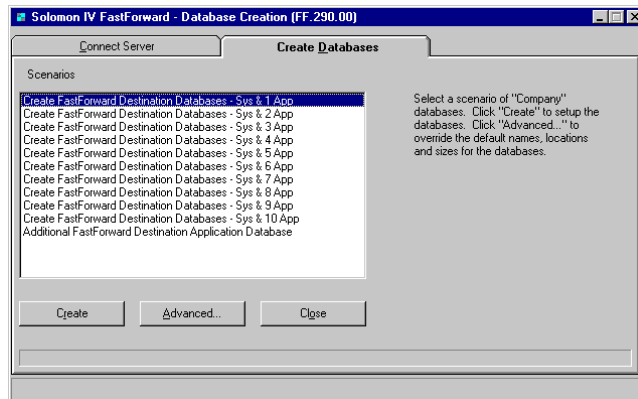 Solomon IV FastForward - Database Creation (FF.290.00)
Connect Server
Create Databases
Scenarios
Create FastForward Destination Databases - Sys & 1 App
Create FastForward Destination Databases - Sys & 2 App
Create FastForward Destination Databases - Sys & 3 App
Create FastForward Destination Databases - Sys & 4 App
Create FastForward Destination Databases - Sys & 5 App
Create FastForward Destination Databases - Sys & 6 App
Create FastForward Destination Databases - Sys & 7 App
Create FastForward Destination Databases - Sys & 8 App
Create FastForward Destination Databases - Sys & 9 App
Create FastForward Destination Databases - Sys & 10 App
Additional FastForward Destination Application Database
Select a scenario of "Company"
databases. Click "Create" to setup the
databases. Click "Advanced..." to
override the default names, locations
and sizes for the databases.
Create
Advanced...
Close